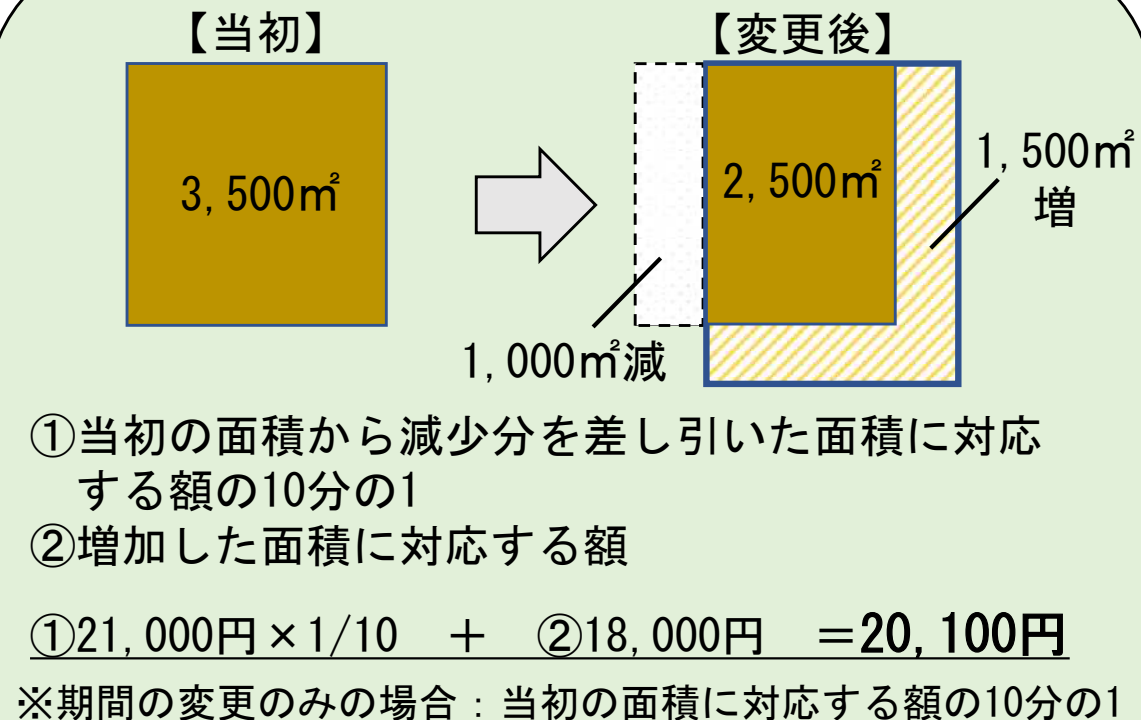 【当初】
【変更後】
3,500㎡
2,500㎡
1,500㎡
増
1,000㎡減
①当初の面積から減少分を差し引いた面積に対応
する額の10分の1
②増加した面積に対応する額
①21,000円×1/10　＋　②18,000円　＝20,100円
※期間の変更のみの場合：当初の面積に対応する額の10分の1